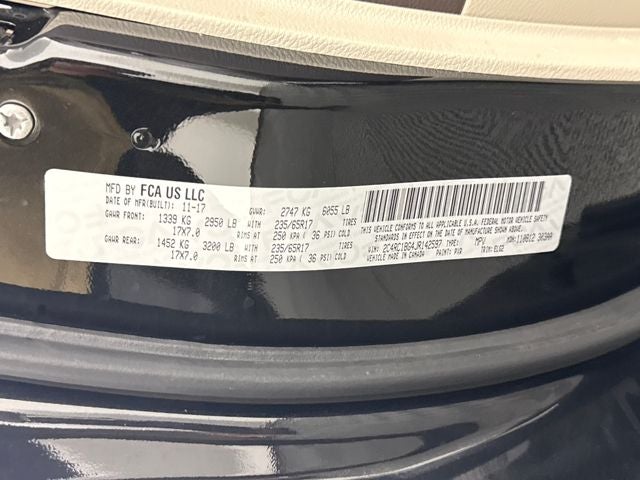 MFD BY FCA US LLC
DATE OF MFR(BUILT): 11-17 GVWR: 2747 KG 6055 LB
GAWR FRONT: 1339 KG 2950 LB WITH 235/65R17 TIRES
17X7.0 RIMS AT 250 KPA ( 36 PSI) COLD
GAWR REAR: 1452 KG 3200 LB WITH 235/65R17 TIRES
17X7.0 RIMS AT 250 KPA ( 36 PSI) COLD
THIS VEHICLE CONFORMS TO ALL APPLICABLE U.S.A. FEDERAL MOTOR VEHICLE SAFETY
STANDARDS IN EFFECT ON THE DATE OF MANUFACTURE SHOWN ABOVE.
VIN: 2C4RC1BG4JR142597 TYPE: MPV MDH: 110812 303AA
VEHICLE MADE IN CANADA PAINT: PXR TRIM: ELGE